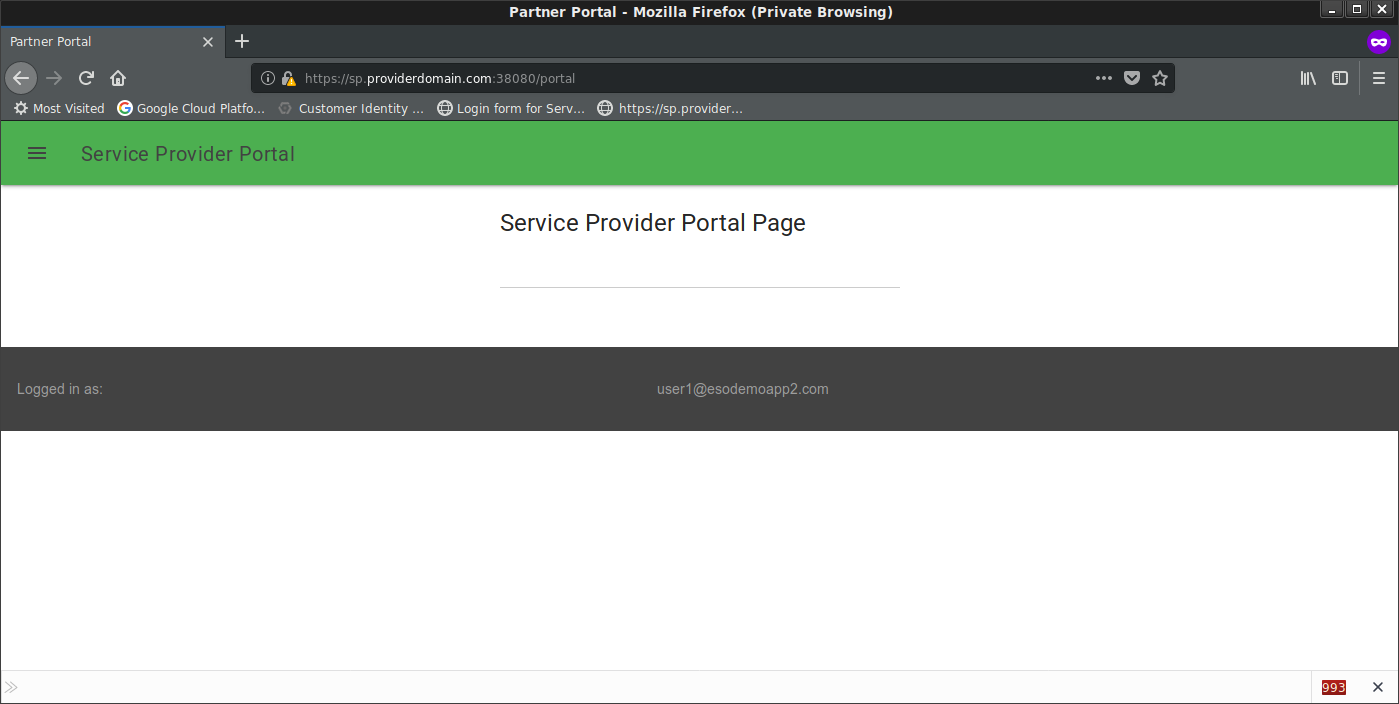 Partner Portal - Mozilla Firefox (Private Browsing)
Partner Portal
https://sp.providerdomain.com:38080/portal
Most Visited Google Cloud Platfo... Customer Identity ... Login form for Serv... https://sp.provider...
Service Provider Portal
Service Provider Portal Page
Logged in as: user1@esodemoapp2.com
993